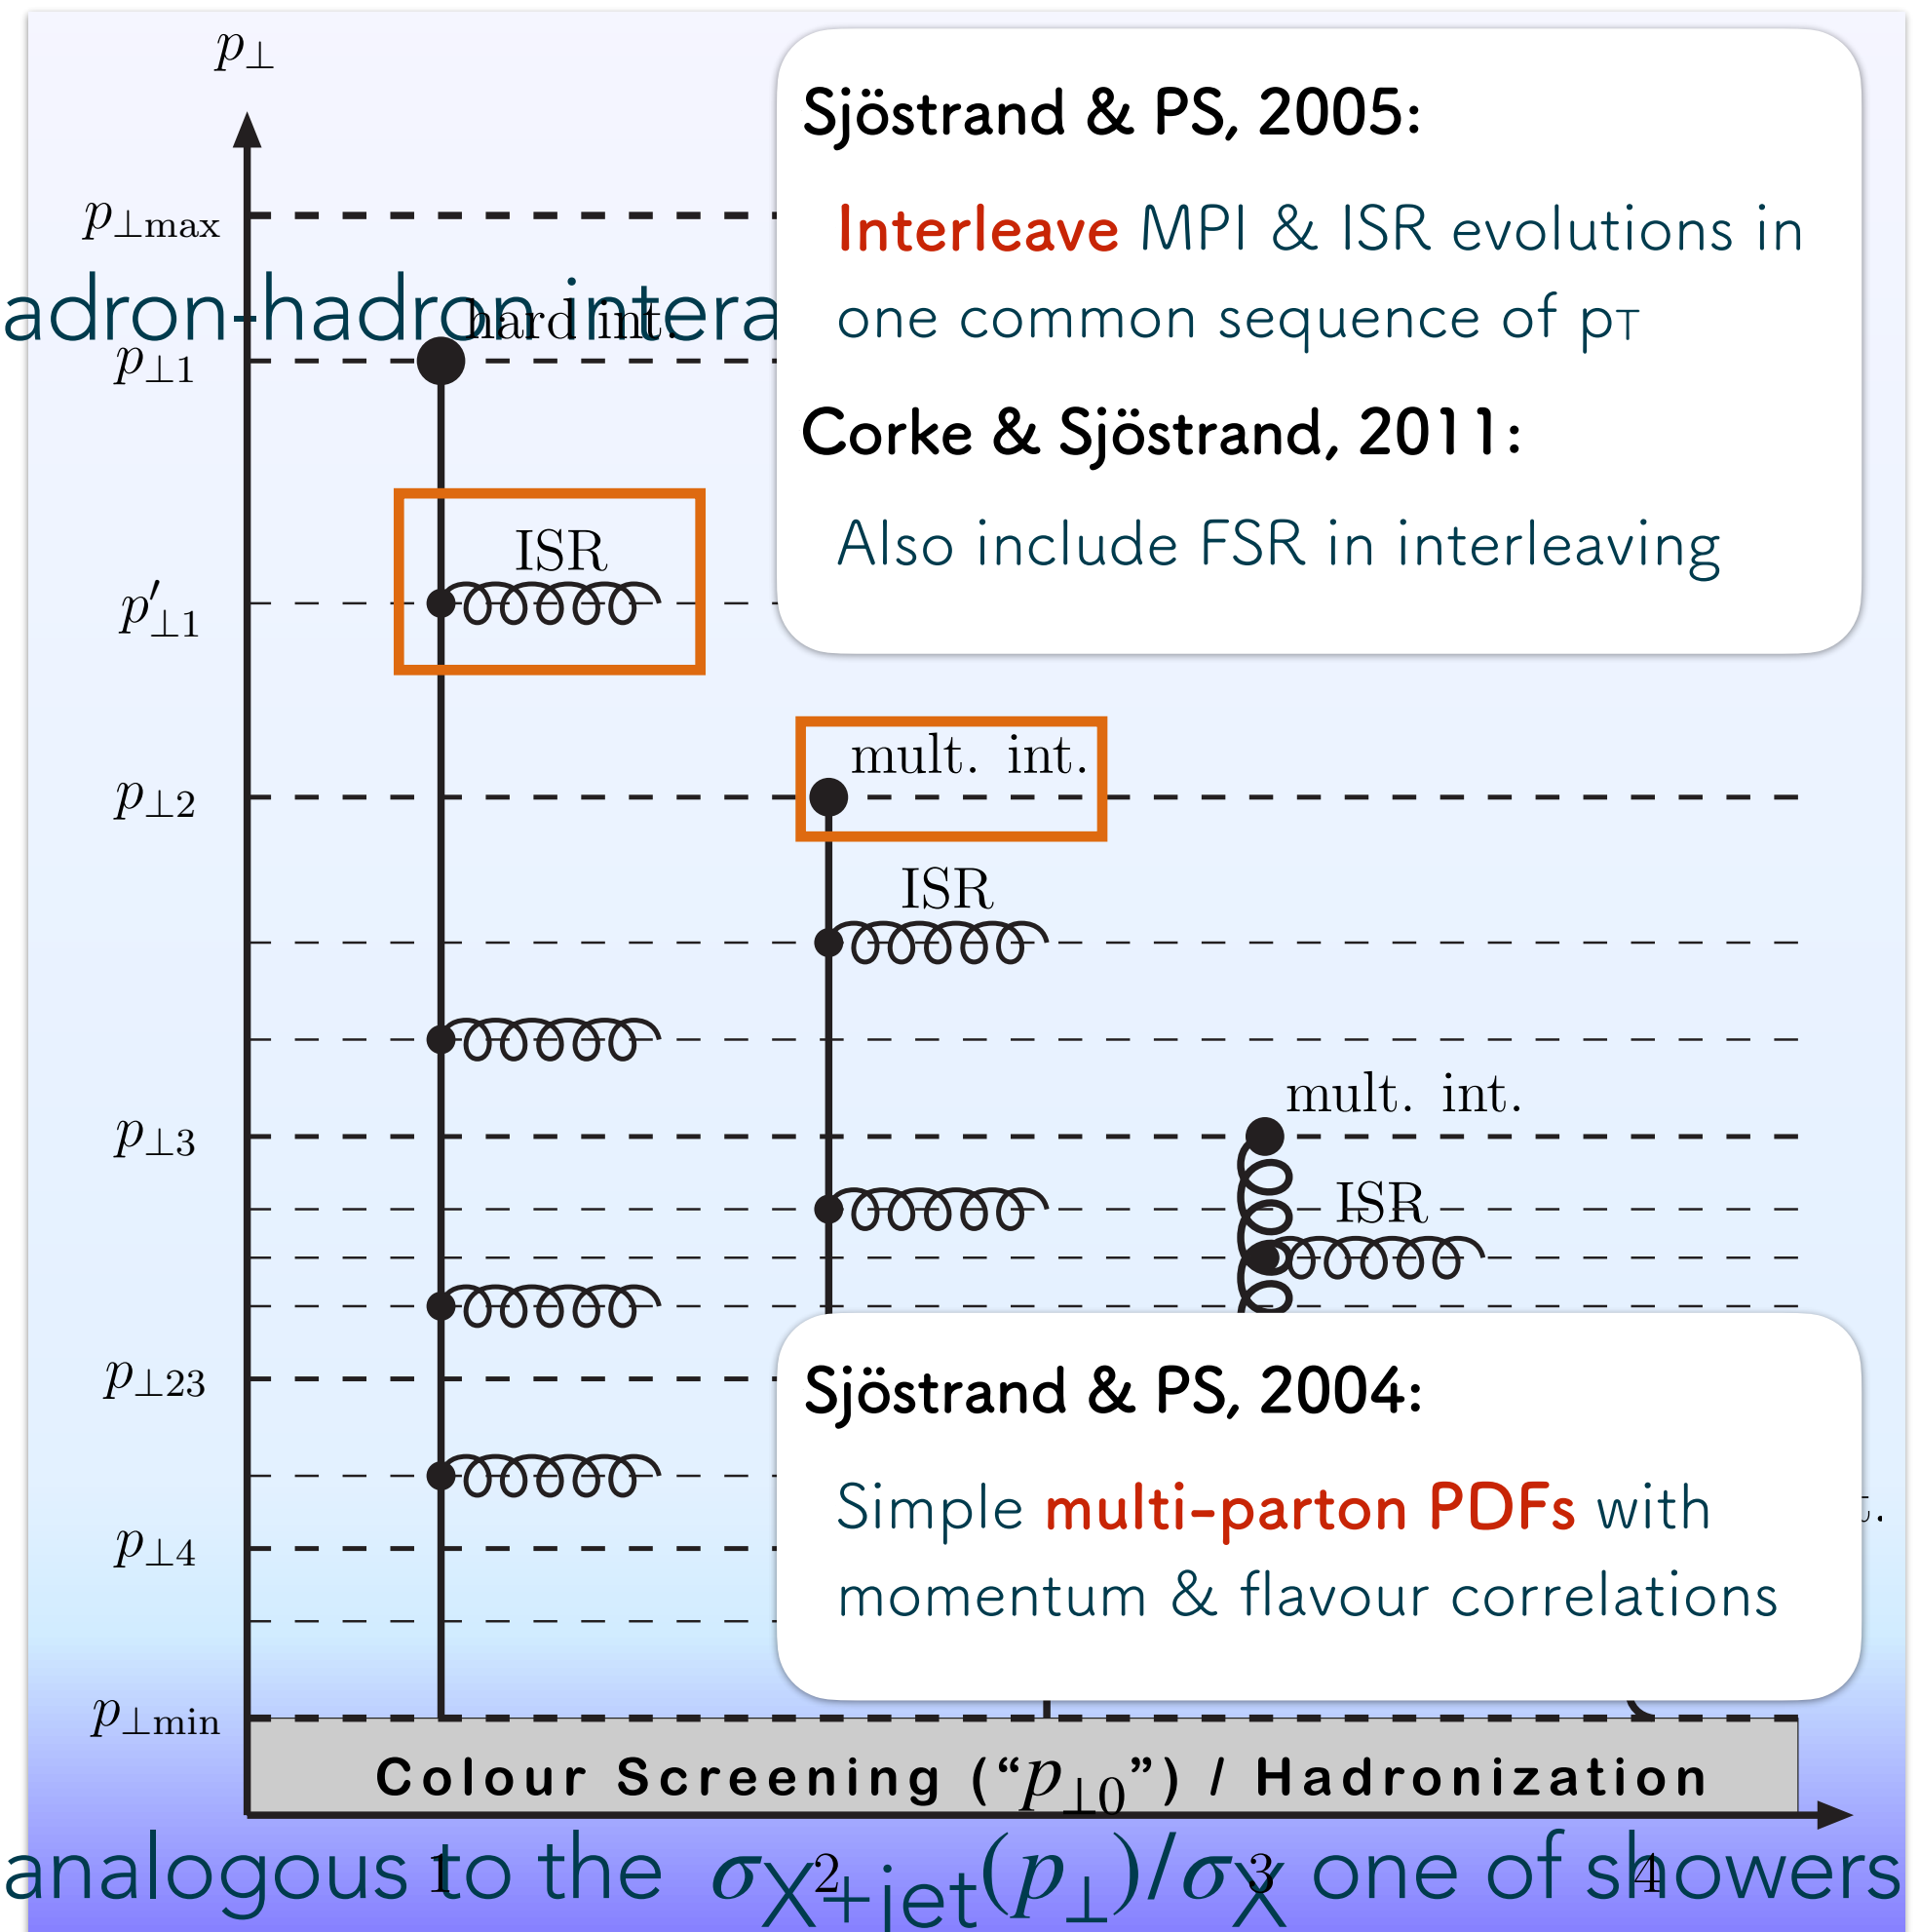 p⊥
Sjöstrand & PS, 2005:
p⊥max
Interleave MPI & ISR evolutions in
adron-hadron intera
hard int.
one common sequence of pT
p⊥1
Corke & Sjöstrand, 2011:
ISR
Also include FSR in interleaving
p′⊥1
mult. int.
p⊥2
ISR
mult. int.
p⊥3
ISR
p⊥23
Sjöstrand & PS, 2004:
Simple multi-parton PDFs with
t.
p⊥4
momentum & flavour correlations
p⊥min
Colour Screening (“p⊥0”) / Hadronization
1 2 3 4
analogous to the σX+jet(p⊥)/σX one of showers